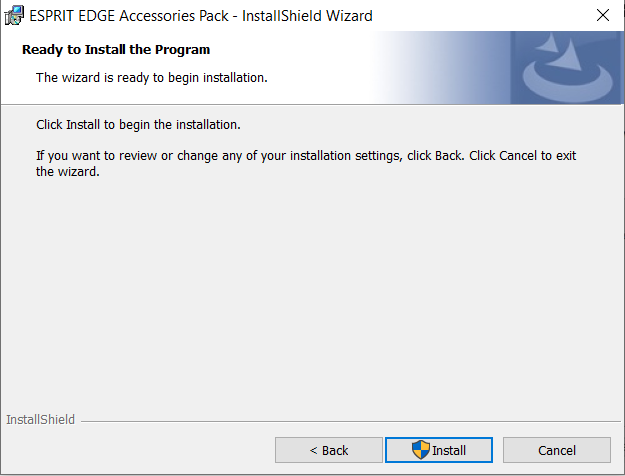 ESPRIT EDGE Accessories Pack - InstallShield Wizard
Ready to Install the Program
The wizard is ready to begin installation.
Click Install to begin the installation.
If you want to review or change any of your installation settings, click Back. Click Cancel to exit
the wizard.
InstallShield
< Back
Install
Cancel